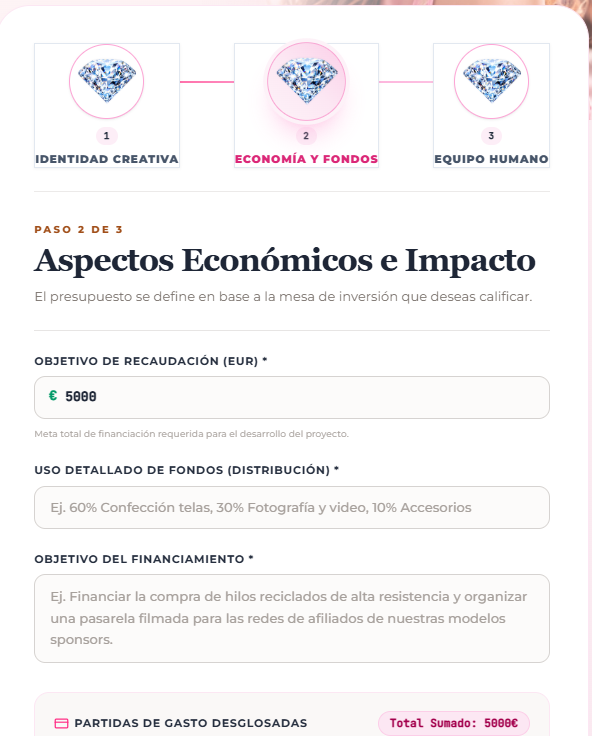 1
2
3
IDENTIDAD CREATIVA
ECONOMÍA Y FONDOS
EQUIPO HUMANO
PASO 2 DE 3
Aspectos Económicos e Impacto
El presupuesto se define en base a la mesa de inversión que deseas calificar.
OBJETIVO DE RECAUDACIÓN (EUR) *
€ 5000
Meta total de financiación requerida para el desarrollo del proyecto.
USO DETALLADO DE FONDOS (DISTRIBUCIÓN) *
Ej. 60% Confección telas, 30% Fotografía y video, 10% Accesorios
OBJETIVO DEL FINANCIAMIENTO *
Ej. Financiar la compra de hilos reciclados de alta resistencia y organizar
una pasarela filmada para las redes de afiliados de nuestras modelos
sponsors.
PARTIDAS DE GASTO DESGLOSADAS
Total Sumado: 5000€